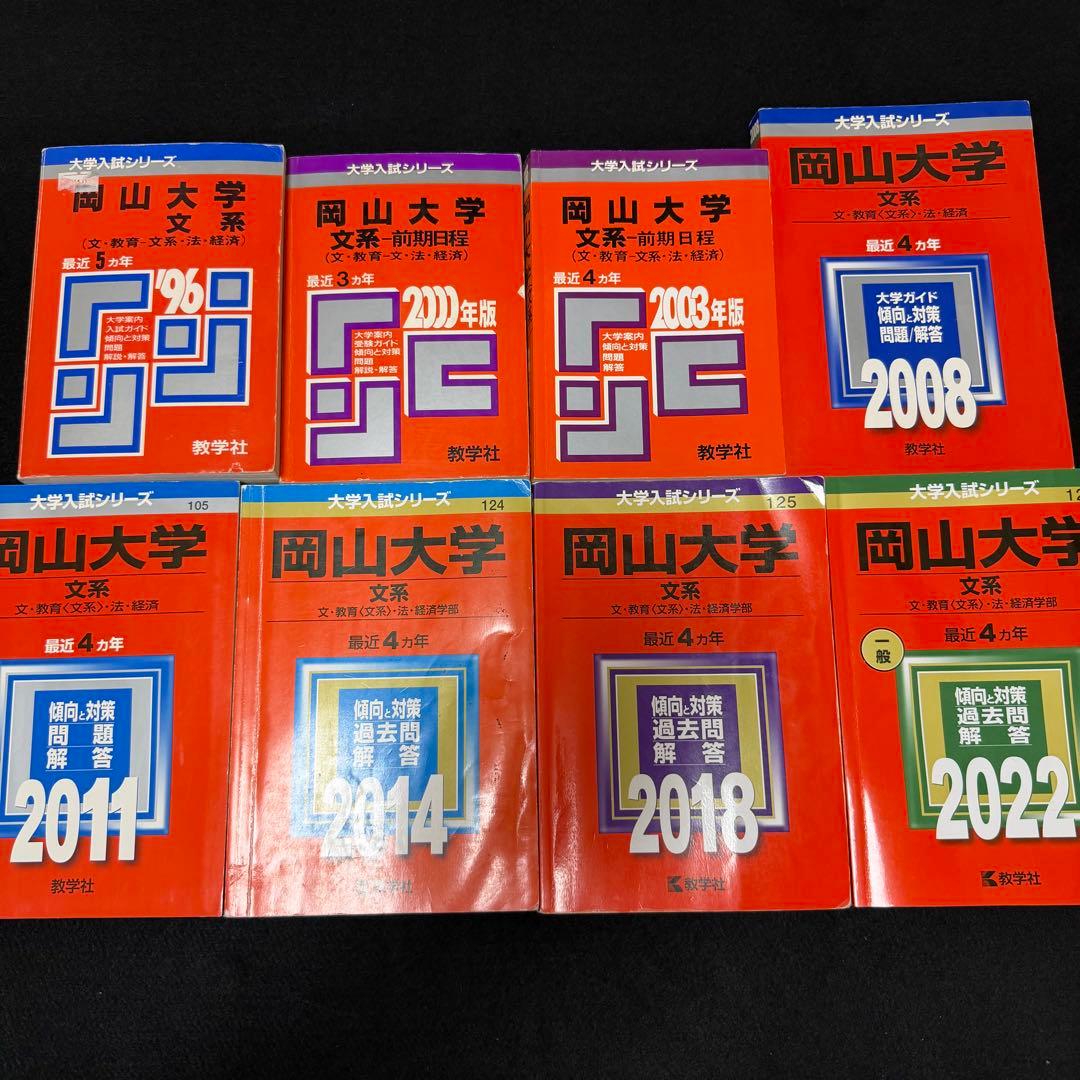 大学入試シリーズ
岡山大学
文系
(文・教育-文系・法・経済)
最近5カ年
'96
大学案内
入試ガイド
傾向と対策
問題
解説・解答
教学社
大学入試シリーズ
岡山大学
文系-前期日程
(文・教育-文・法・経済)
最近3カ年
2000年版
大学案内
受験ガイド
傾向と対策
問題
解説・解答
教学社
大学入試シリーズ
岡山大学
文系-前期日程
(文・教育-文系・法・経済)
最近4カ年
2003年版
大学案内
傾向と対策
問題
解答
教学社
大学入試シリーズ
岡山大学
文系
文・教育〈文系〉・法・経済
最近4カ年
大学ガイド
傾向と対策
問題/解答
2008
教学社
大学入試シリーズ
105
岡山大学
文系
文・教育〈文系〉・法・経済
最近4カ年
傾向と対策
問題
解答
2011
教学社
大学入試シリーズ
124
岡山大学
文系
文・教育〈文系〉・法・経済学部
最近4カ年
傾向と対策
過去問
解答
2014
教学社
大学入試シリーズ
125
岡山大学
文系
文・教育〈文系〉・法・経済学部
最近4カ年
傾向と対策
過去問
解答
2018
教学社
大学入試シリーズ
岡山大学
文系
文・教育〈文系〉・法・経済学部
一般
最近4カ年
傾向と対策
過去問
解答
2022
教学社